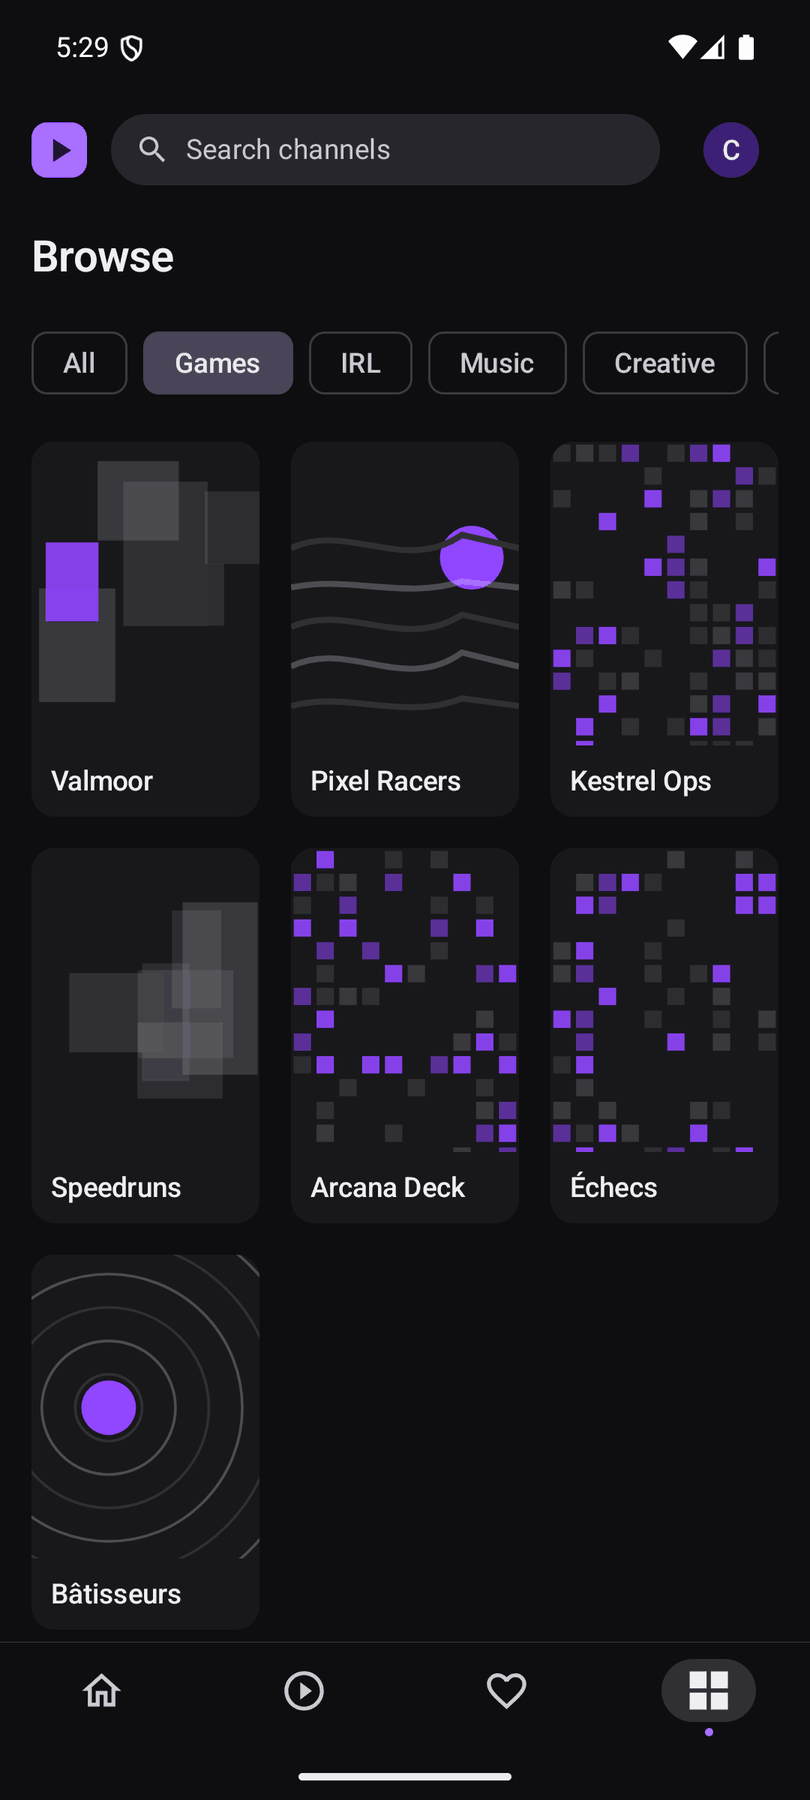 5:29
Search channels
C
Browse
All
Games
IRL
Music
Creative
Valmoor
Pixel Racers
Kestrel Ops
Speedruns
Arcana Deck
Échecs
Bâtisseurs